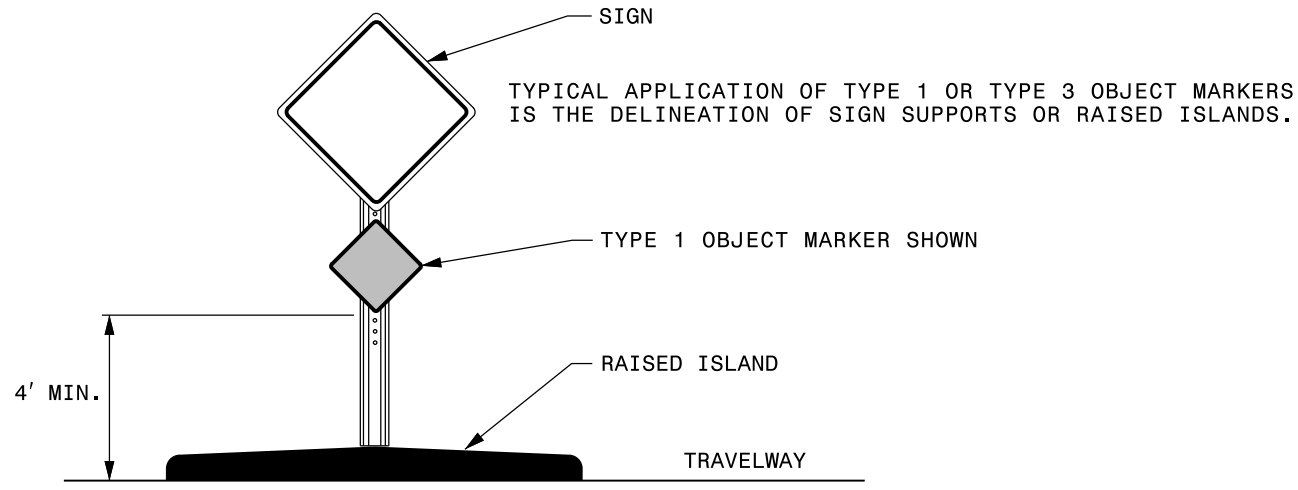 SIGN
TYPICAL APPLICATION OF TYPE 1 OR TYPE 3 OBJECT MARKERS
IS THE DELINEATION OF SIGN SUPPORTS OR RAISED ISLANDS.
TYPE 1 OBJECT MARKER SHOWN
RAISED ISLAND
4' MIN.
TRAVELWAY